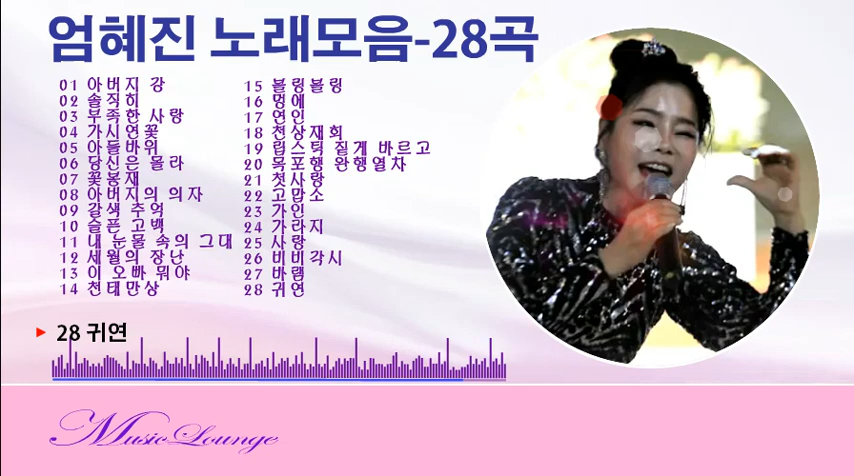 엄혜진 노래모음-28곡
01 아버지 강
02 솔직히
03 부족한 사랑
04 가시연꽃
05 아들바위
06 당신은 몰라
07 꽃봉재
08 아버지의 의자
09 갈색 추억
10 슬픈 고백
11 내 눈물 속의 그대
12 세월의 장난
13 이 오빠 뭐야
14 천태만상
15 볼링볼링
16 멍에
17 연인
18 천상재회
19 립스틱 짙게 바르고
20 목포행 완행열차
21 첫사랑
22 고맙소
23 가인
24 가라지
25 사랑
26 비비각시
27 바램
28 귀연
28 귀연
MusicLounge